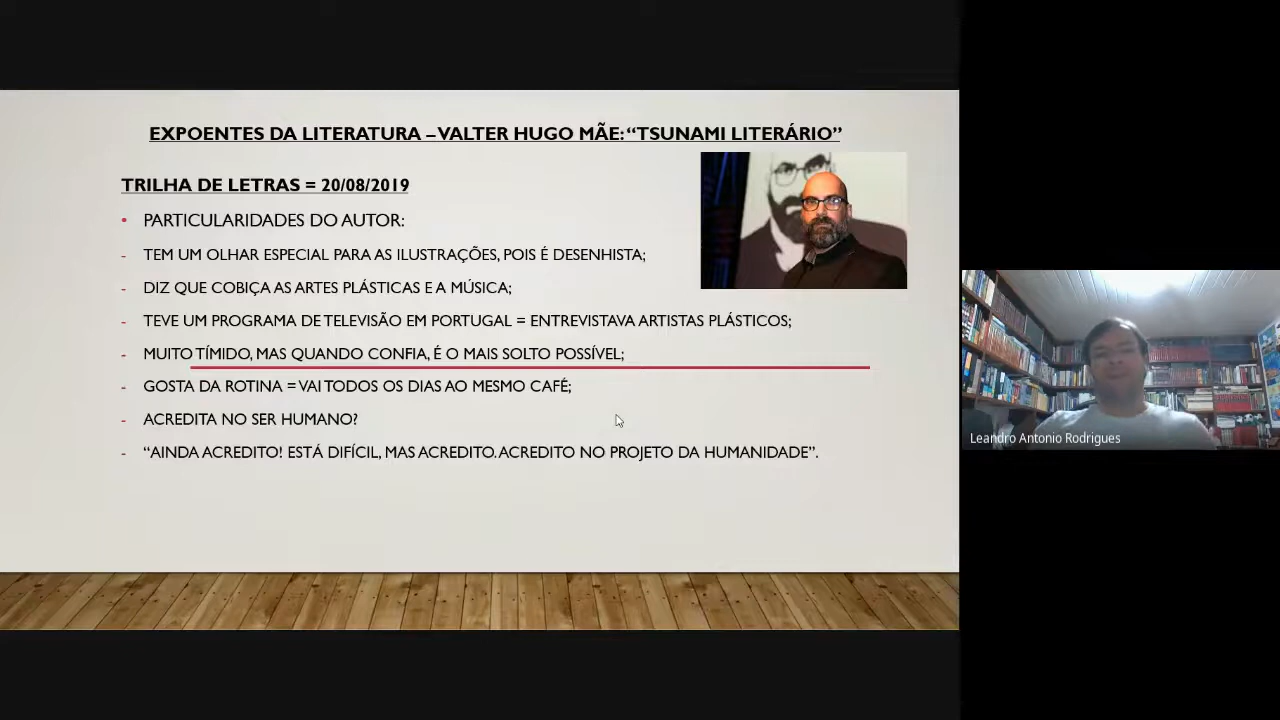 EXPOENTES DA LITERATURA – VALTER HUGO MÃE: “TSUNAMI LITERÁRIO”
TRILHA DE LETRAS = 20/08/2019
• PARTICULARIDADES DO AUTOR:
- TEM UM OLHAR ESPECIAL PARA AS ILUSTRAÇÕES, POIS É DESENHISTA;
- DIZ QUE COBIÇA AS ARTES PLÁSTICAS E A MÚSICA;
- TEVE UM PROGRAMA DE TELEVISÃO EM PORTUGAL = ENTREVISTAVA ARTISTAS PLÁSTICOS;
- MUITO TÍMIDO, MAS QUANDO CONFIA, É O MAIS SOLTO POSSÍVEL;
- GOSTA DA ROTINA = VAI TODOS OS DIAS AO MESMO CAFÉ;
- ACREDITA NO SER HUMANO?
- “AINDA ACREDITO! ESTÁ DIFÍCIL, MAS ACREDITO. ACREDITO NO PROJETO DA HUMANIDADE”.
Leandro Antonio Rodrigues